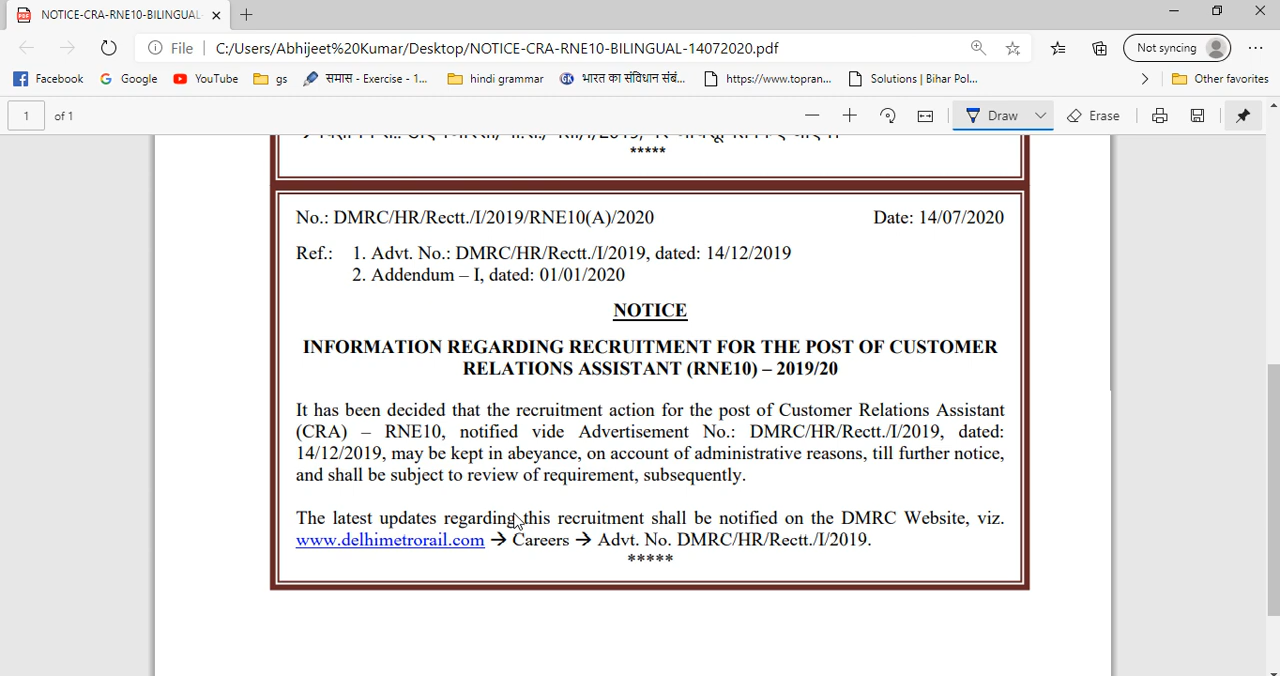 NOTICE-CRA-RNE10-BILINGUAL-
File C:/Users/Abhijeet%20Kumar/Desktop/NOTICE-CRA-RNE10-BILINGUAL-14072020.pdf Not syncing
Facebook Google YouTube gs समास - Exercise - 1... hindi grammar भारत का संविधान संबं... https://www.topran... Solutions | Bihar Pol... Other favorites
1 of 1 Draw Erase
*****
No.: DMRC/HR/Rectt./I/2019/RNE10(A)/2020 Date: 14/07/2020
Ref.: 1. Advt. No.: DMRC/HR/Rectt./I/2019, dated: 14/12/2019
2. Addendum – I, dated: 01/01/2020
NOTICE
INFORMATION REGARDING RECRUITMENT FOR THE POST OF CUSTOMER
RELATIONS ASSISTANT (RNE10) – 2019/20
It has been decided that the recruitment action for the post of Customer Relations Assistant
(CRA) – RNE10, notified vide Advertisement No.: DMRC/HR/Rectt./I/2019, dated:
14/12/2019, may be kept in abeyance, on account of administrative reasons, till further notice,
and shall be subject to review of requirement, subsequently.
The latest updates regarding this recruitment shall be notified on the DMRC Website, viz.
www.delhimetrorail.com → Careers → Advt. No. DMRC/HR/Rectt./I/2019.
*****